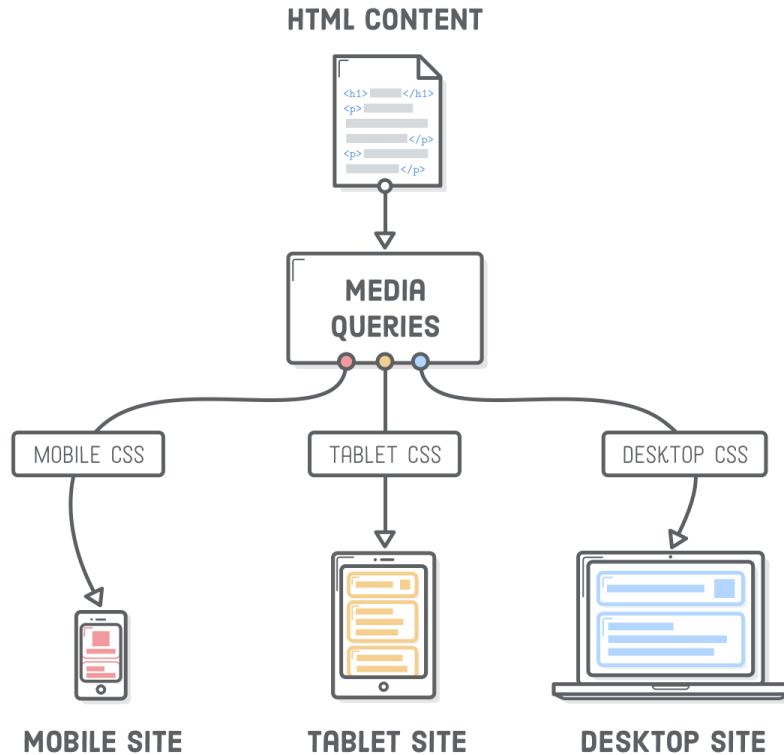 HTML CONTENT
<h1> </h1>
<p>
</p>
<p>
</p>
MEDIA
QUERIES
MOBILE CSS
TABLET CSS
DESKTOP CSS
MOBILE SITE
TABLET SITE
DESKTOP SITE